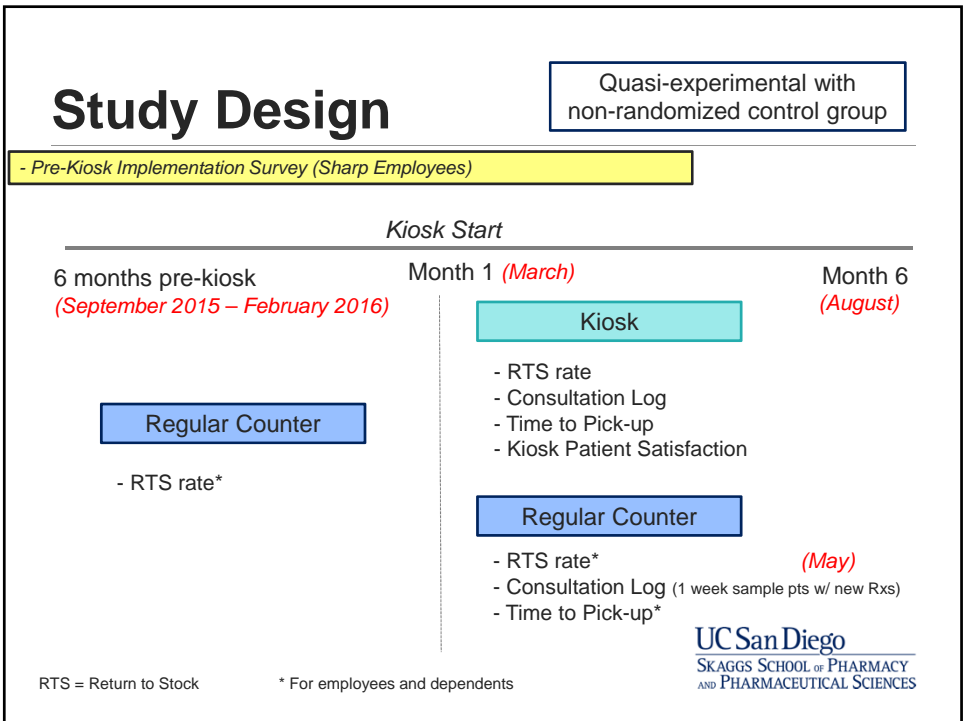 Study Design
Quasi-experimental with
non-randomized control group
- Pre-Kiosk Implementation Survey (Sharp Employees)
Kiosk Start
6 months pre-kiosk
(September 2015 – February 2016)
Month 1 (March)
Month 6
(August)
Regular Counter
- RTS rate*
Kiosk
- RTS rate
- Consultation Log
- Time to Pick-up
- Kiosk Patient Satisfaction
Regular Counter
- RTS rate* (May)
- Consultation Log (1 week sample pts w/ new Rxs)
- Time to Pick-up*
UC San Diego
SKAGGS SCHOOL OF PHARMACY
AND PHARMACEUTICAL SCIENCES
RTS = Return to Stock * For employees and dependents